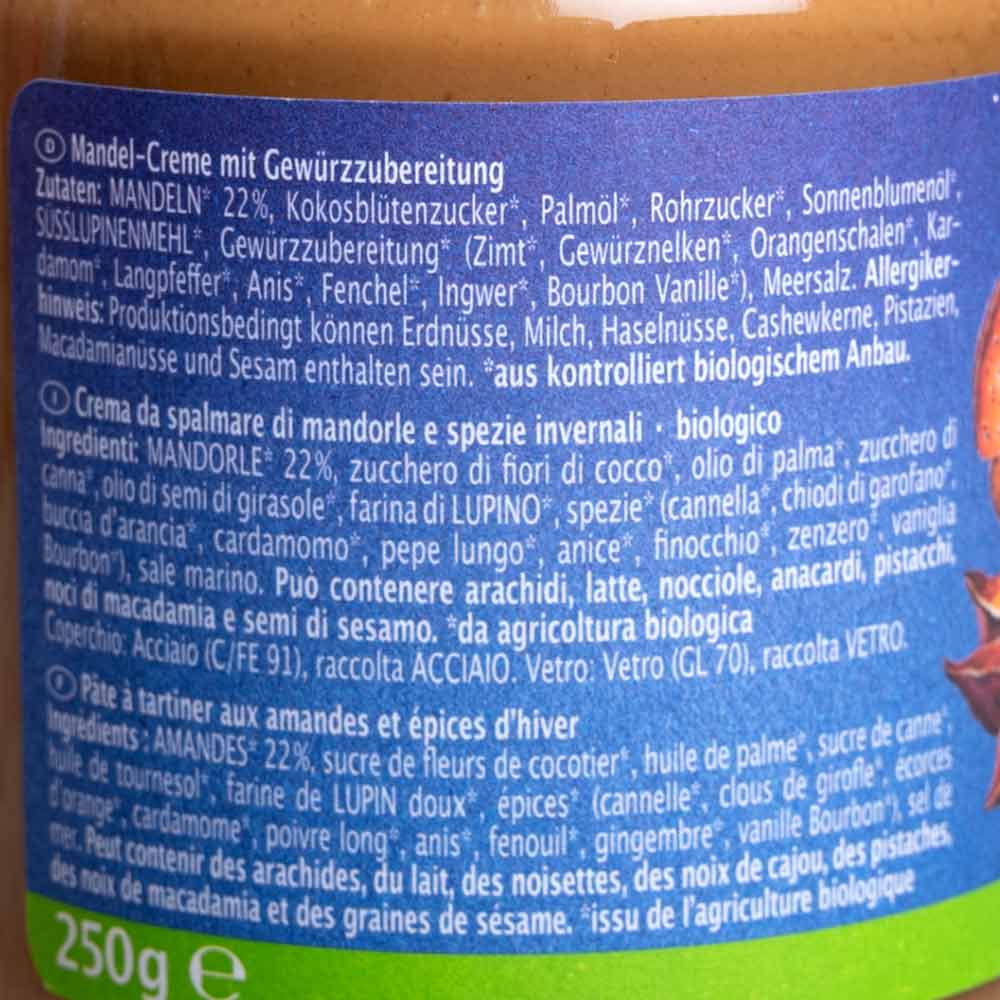 D Mandel-Creme mit Gewürzzubereitung
Zutaten: MANDELN* 22%, Kokosblütenzucker*, Palmöl*, Rohrzucker*, Sonnenblumenöl*,
SÜSSLUPINENMEHL*, Gewürzzubereitung* (Zimt*, Gewürznelken*, Orangenschalen*, Kar-
damom*, Langpfeffer*, Anis*, Fenchel*, Ingwer*, Bourbon Vanille*), Meersalz. Allergiker-
hinweis: Produktionsbedingt können Erdnüsse, Milch, Haselnüsse, Cashewkerne, Pistazien,
Macadamianüsse und Sesam enthalten sein. *aus kontrolliert biologischem Anbau.
I Crema da spalmare di mandorle e spezie invernali · biologico
Ingredienti: MANDORLE* 22%, zucchero di fiori di cocco*, olio di palma*, zucchero di
canna*, olio di semi di girasole*, farina di LUPINO*, spezie* (cannella*, chiodi di garofano*,
buccia d'arancia*, cardamomo*, pepe lungo*, anice*, finocchio*, zenzero*, vaniglia
Bourbon*), sale marino. Può contenere arachidi, latte, nocciole, anacardi, pistacchi,
noci di macadamia e semi di sesamo. *da agricoltura biologica
Coperchio: Acciaio (C/FE 91), raccolta ACCIAIO. Vetro: Vetro (GL 70), raccolta VETRO.
F Pâte à tartiner aux amandes et épices d'hiver
Ingrédients : AMANDES* 22%, sucre de fleurs de cocotier*, huile de palme*, sucre de canne*,
huile de tournesol*, farine de LUPIN doux*, épices* (cannelle*, clous de girofle*, écorces
d'orange*, cardamome*, poivre long*, anis*, fenouil*, gingembre*, vanille Bourbon*), sel de
mer. Peut contenir des arachides, du lait, des noisettes, des noix de cajou, des pistaches,
des noix de macadamia et des graines de sésame. *issu de l'agriculture biologique
250g ℮